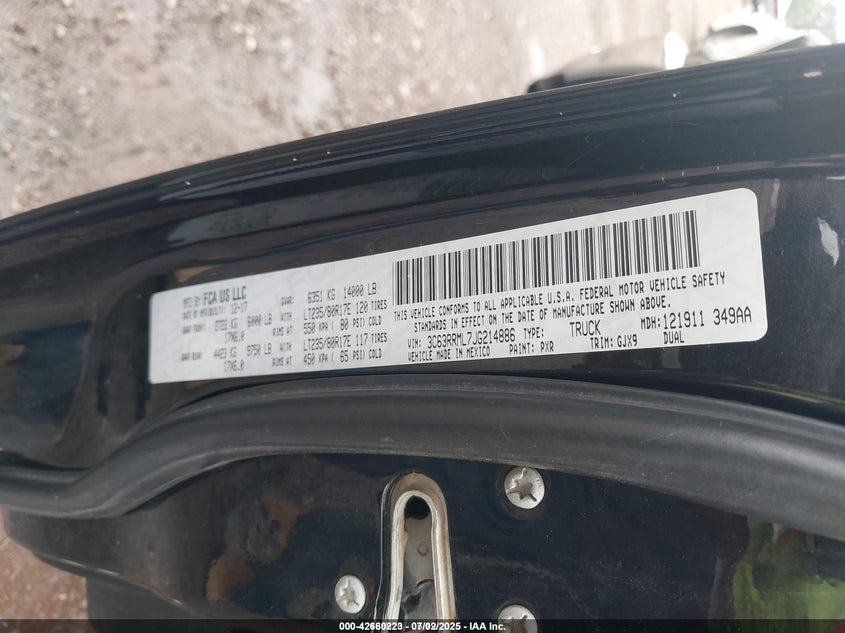 MFD BY: FCA US LLC
DATE OF MFR: 12-17 GVWR: 6351 KG 14000 LB
GAWR FRONT: 2722 KG 6000 LB WITH LT235/80R17E 120 TIRES
17X6.0 RIMS AT 550 KPA ( 80 PSI) COLD
GAWR REAR: 4423 KG 9750 LB WITH LT235/80R17E 117 TIRES
17X6.0 RIMS AT 450 KPA ( 65 PSI) COLD
THIS VEHICLE CONFORMS TO ALL APPLICABLE U.S.A. FEDERAL MOTOR VEHICLE SAFETY
STANDARDS IN EFFECT ON THE DATE OF MANUFACTURE SHOWN ABOVE.
VIN: 3C63RRML7JG214886 TYPE: TRUCK MDH: 121911 349AA
VEHICLE MADE IN MEXICO PAINT: PXR TRIM: GJX9 DUAL
000-42660223 - 07/02/2025 - IAA Inc.